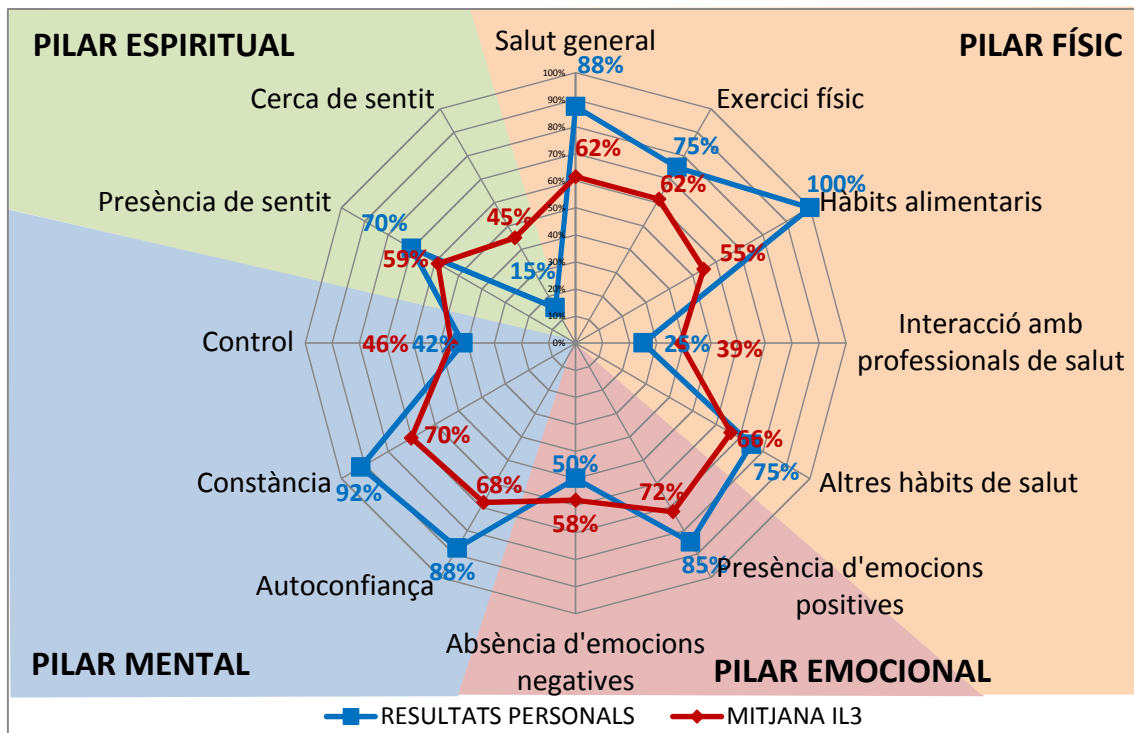 PILAR ESPIRITUAL
Salut general
PILAR FÍSIC
88%
100%
Cerca de sentit
Exercici físic
90%
80%
75%
70%
62%
62%
100%
60%
Hàbits alimentaris
Presència de sentit
70%
45%
50%
59%
55%
40%
15%
30%
20%
10%
Control
46%
42%
0%
25%
39%
Interacció amb
professionals de salut
70%
66%
Constància
92%
50%
75%
Altres hàbits de salut
68%
72%
58%
Autoconfiança
88%
85%
Presència d'emocions
positives
Absència d'emocions
negatives
PILAR MENTAL
PILAR EMOCIONAL
RESULTATS PERSONALS
MITJANA IL3